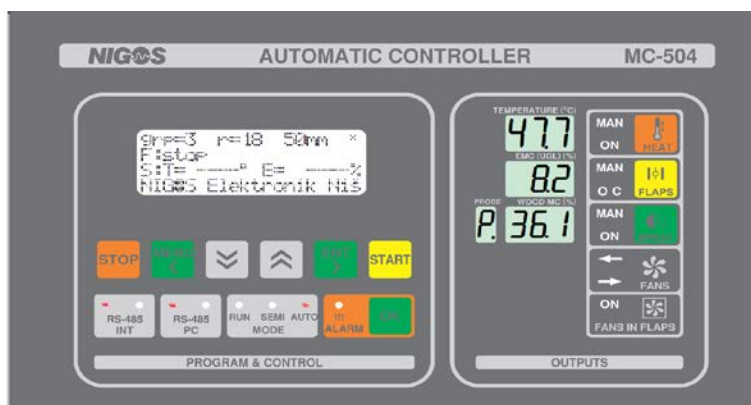 NIGOS AUTOMATIC CONTROLLER MC-504
grp=3 r=18 50mm *
F:stop
S:T= ----° E= ----%
NIGOS Elektronik Niš
STOP
START
RS-485 INT
RS-485 PC
RUN SEMI AUTO
MODE
!!!
ALARM
PROGRAM & CONTROL
TEMPERATURE (°C)
47.7
EMC (UGL) (%)
8.2
PROBE WOOD MC (%)
P. 36.1
MAN
ON HEAT
MAN
O C FLAPS
MAN
ON
FANS
ON
FANS IN FLAPS
OUTPUTS